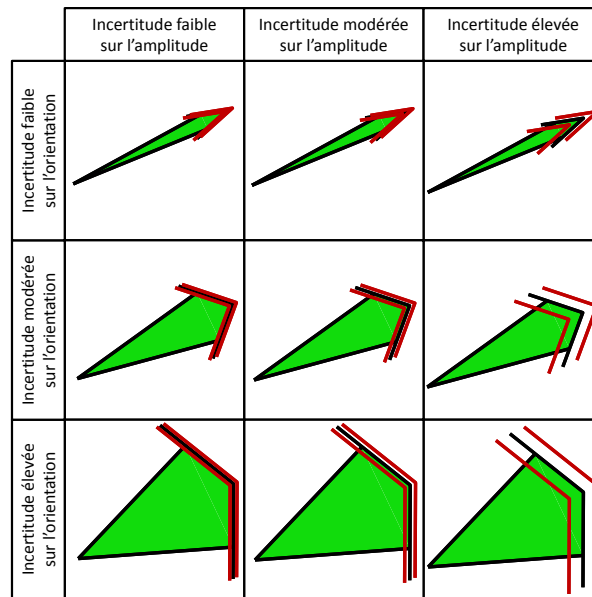 Incertitude faible
sur l'amplitude
Incertitude modérée
sur l'amplitude
Incertitude élevée
sur l'amplitude
Incertitude faible
sur l'orientation
Incertitude modérée
sur l'orientation
Incertitude élevée
sur l'orientation